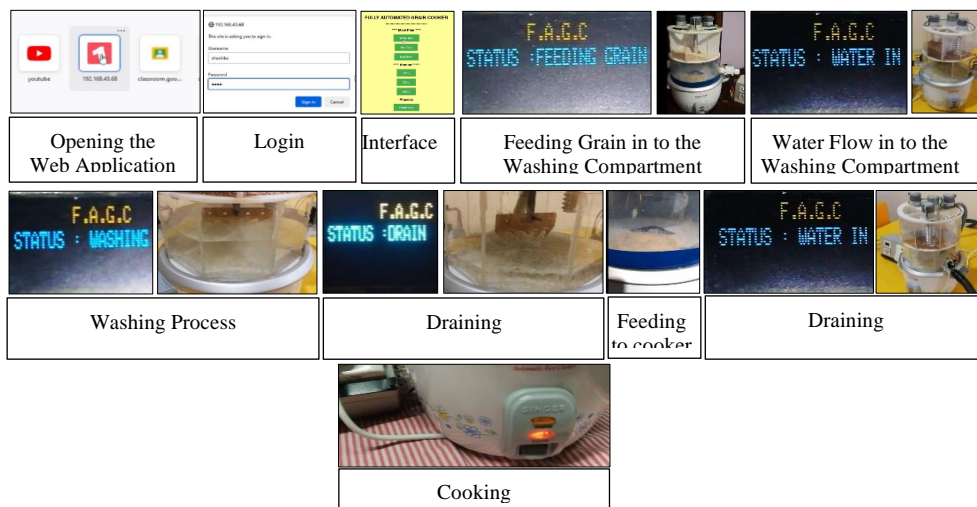 youtube
192.168.43.68
classroom.goo...
192.168.43.68
This site is asking you to sign in.
Username
Password
••••
Sign in
Cancel
FULLY AUTOMATED GRAIN COOKER
F.A.G.C
STATUS :FEEDING GRAIN
F.A.G.C
STATUS : WATER IN
Opening the
Web Application
Login
Interface
Feeding Grain in to the
Washing Compartment
Water Flow in to the
Washing Compartment
F.A.G.C
STATUS : WASHING
F.A.G.C
STATUS :DRAIN
F.A.G.C
STATUS : WATER IN
Washing Process
Draining
Feeding
to cooker
Draining
Automatic Rice Cooker
SINGER
Cooking